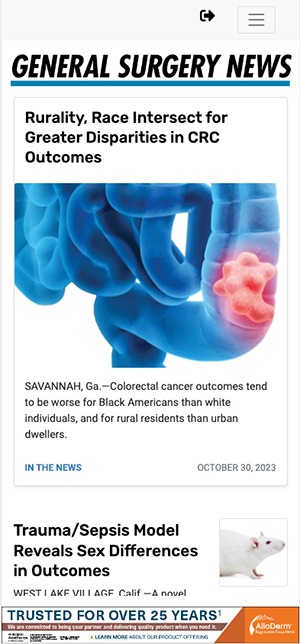 GENERAL SURGERY NEWS
Rurality, Race Intersect for
Greater Disparities in CRC
Outcomes
SAVANNAH, Ga.—Colorectal cancer outcomes tend
to be worse for Black Americans than white
individuals, and for rural residents than urban
dwellers.
IN THE NEWS OCTOBER 30, 2023
Trauma/Sepsis Model
Reveals Sex Differences
in Outcomes
WEST LAKE VILLAGE, Calif.—A novel
TRUSTED FOR OVER 25 YEARS¹
We are committed to being your partner and delivering quality product when you need it.
LEARN MORE ABOUT OUR PRODUCT OFFERING
AlloDerm